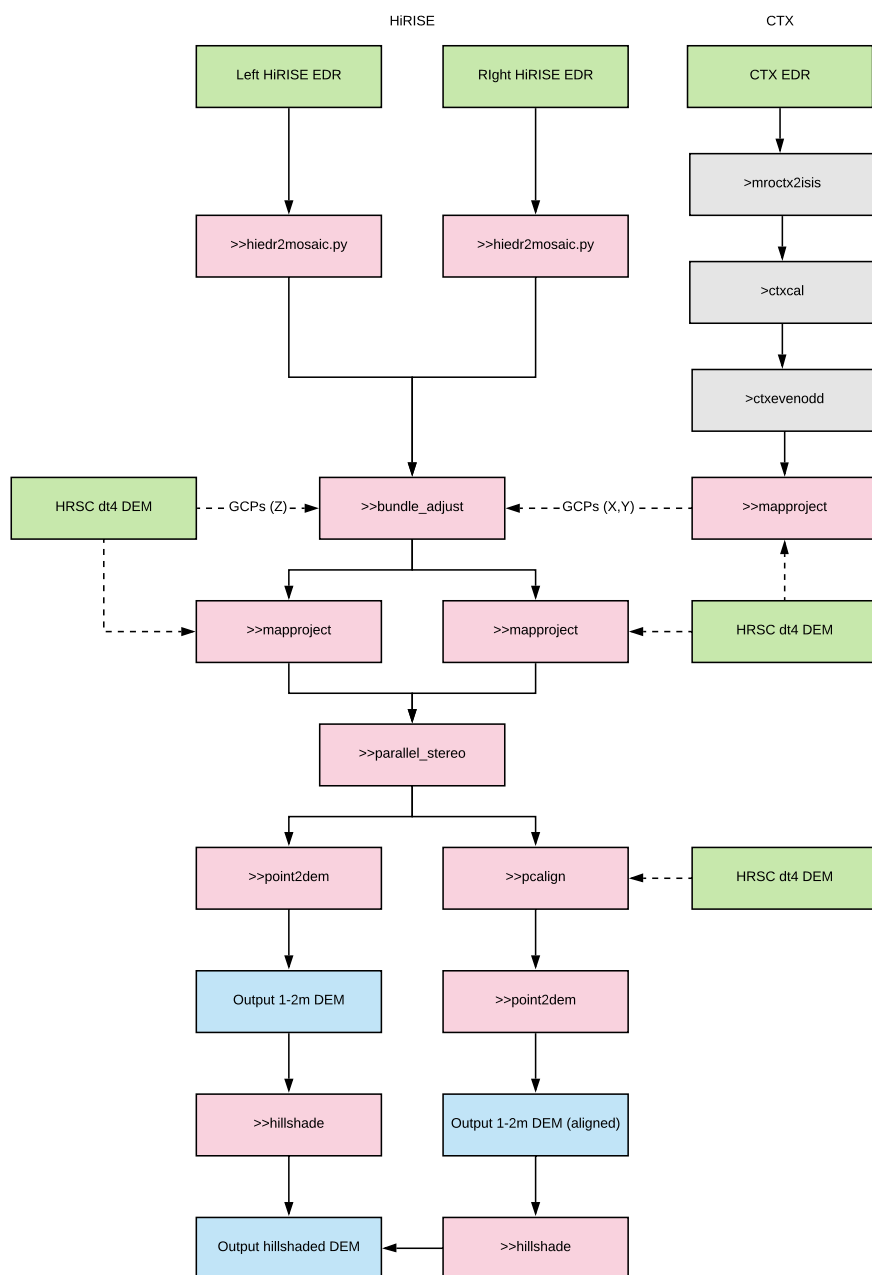 HiRISE
CTX
Left HiRISE EDR
RIght HiRISE EDR
CTX EDR
>mroctx2isis
>>hiedr2mosaic.py
>>hiedr2mosaic.py
>ctxcal
>ctxevenodd
HRSC dt4 DEM
GCPs (Z)
>>bundle_adjust
GCPs (X,Y)
>>mapproject
>>mapproject
>>mapproject
HRSC dt4 DEM
>>parallel_stereo
>>point2dem
>>pcalign
HRSC dt4 DEM
Output 1-2m DEM
>>point2dem
>>hillshade
Output 1-2m DEM (aligned)
Output hillshaded DEM
>>hillshade